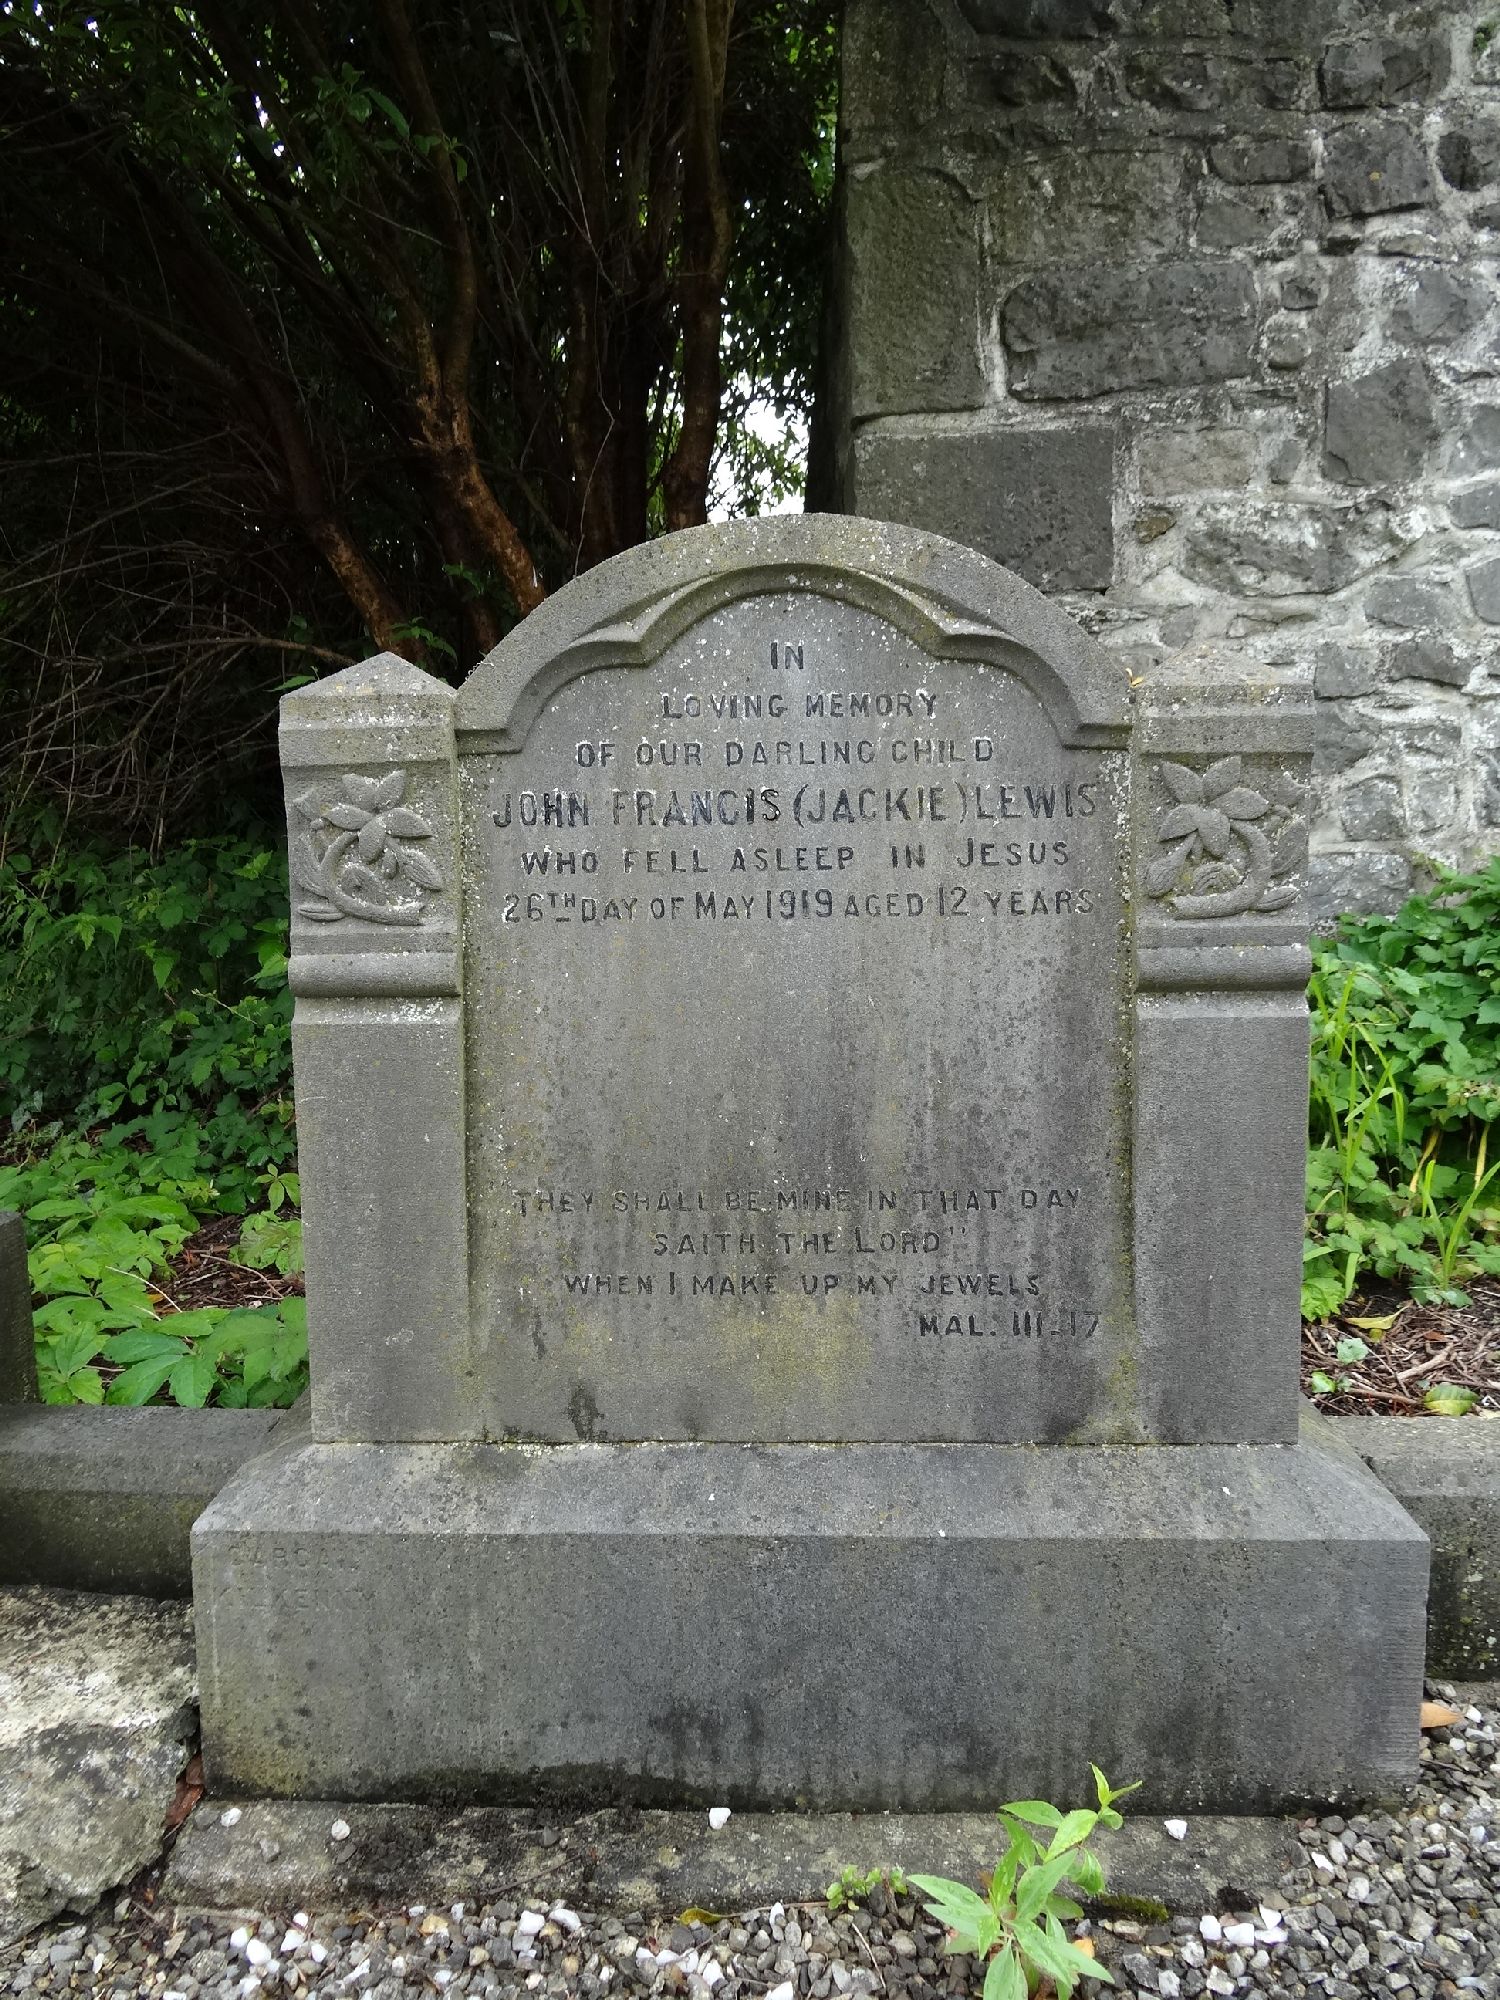 IN
LOVING MEMORY
OF OUR DARLING CHILD
JOHN FRANCIS (JACKIE) LEWIS
WHO FELL ASLEEP IN JESUS
26TH DAY OF MAY 1919 AGED 12 YEARS
"THEY SHALL BE MINE IN THAT DAY
SAITH THE LORD"
WHEN I MAKE UP MY JEWELS
MAL. III-17